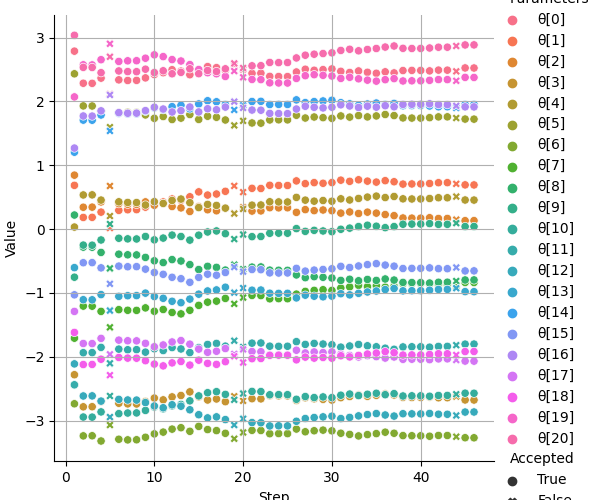 Parameters
θ[0]
θ[1]
θ[2]
θ[3]
θ[4]
θ[5]
θ[6]
θ[7]
θ[8]
θ[9]
θ[10]
θ[11]
θ[12]
θ[13]
θ[14]
θ[15]
θ[16]
θ[17]
θ[18]
θ[19]
θ[20]
Accepted
True
False
3
2
1
0
−1
−2
−3
Value
0 10 20 30 40
Step